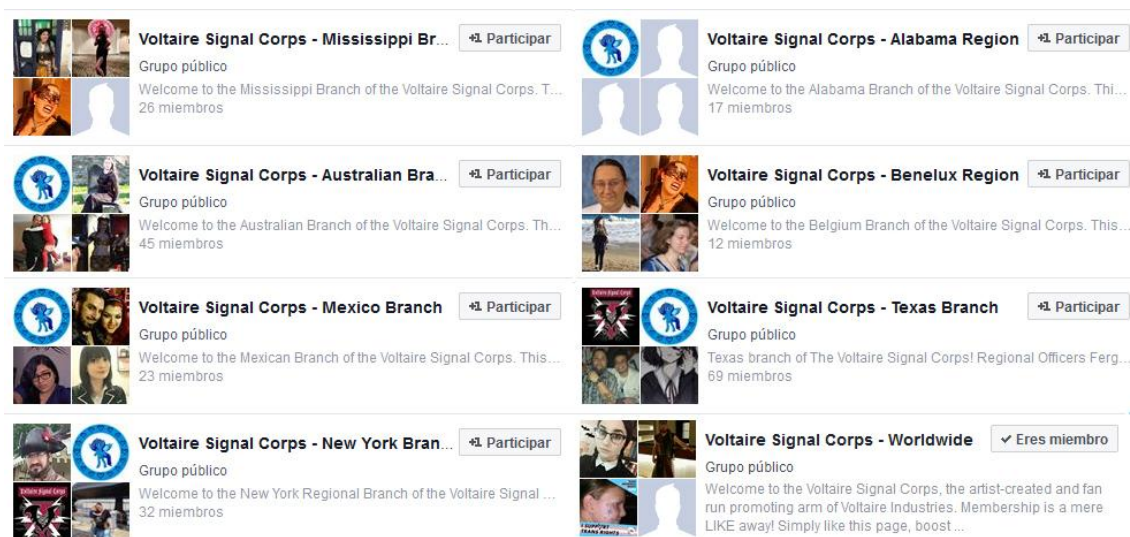 Voltaire Signal Corps - Mississippi Br...
+1 Participar
Grupo público
Welcome to the Mississippi Branch of the Voltaire Signal Corps. T...
26 miembros
Voltaire Signal Corps - Alabama Region
+1 Participar
Grupo público
Welcome to the Alabama Branch of the Voltaire Signal Corps. Thi...
17 miembros
Voltaire Signal Corps - Australian Bra...
+1 Participar
Grupo público
Welcome to the Australian Branch of the Voltaire Signal Corps. Th...
45 miembros
Voltaire Signal Corps - Benelux Region
+1 Participar
Grupo público
Welcome to the Belgium Branch of the Voltaire Signal Corps. This...
12 miembros
Voltaire Signal Corps - Mexico Branch
+1 Participar
Grupo público
Welcome to the Mexican Branch of the Voltaire Signal Corps. This...
23 miembros
Voltaire Signal Corps - Texas Branch
+1 Participar
Grupo público
Texas branch of The Voltaire Signal Corps! Regional Officers Ferg...
69 miembros
Voltaire Signal Corps
Voltaire Signal Corps - New York Bran...
+1 Participar
Grupo público
Welcome to the New York Regional Branch of the Voltaire Signal ...
32 miembros
Voltaire Signal Corps
Voltaire Signal Corps - Worldwide
✓ Eres miembro
Grupo público
Welcome to the Voltaire Signal Corps, the artist-created and fan
run promoting arm of Voltaire Industries. Membership is a mere
LIKE away! Simply like this page, boost ...
I SUPPORT
TRANS RIGHTS